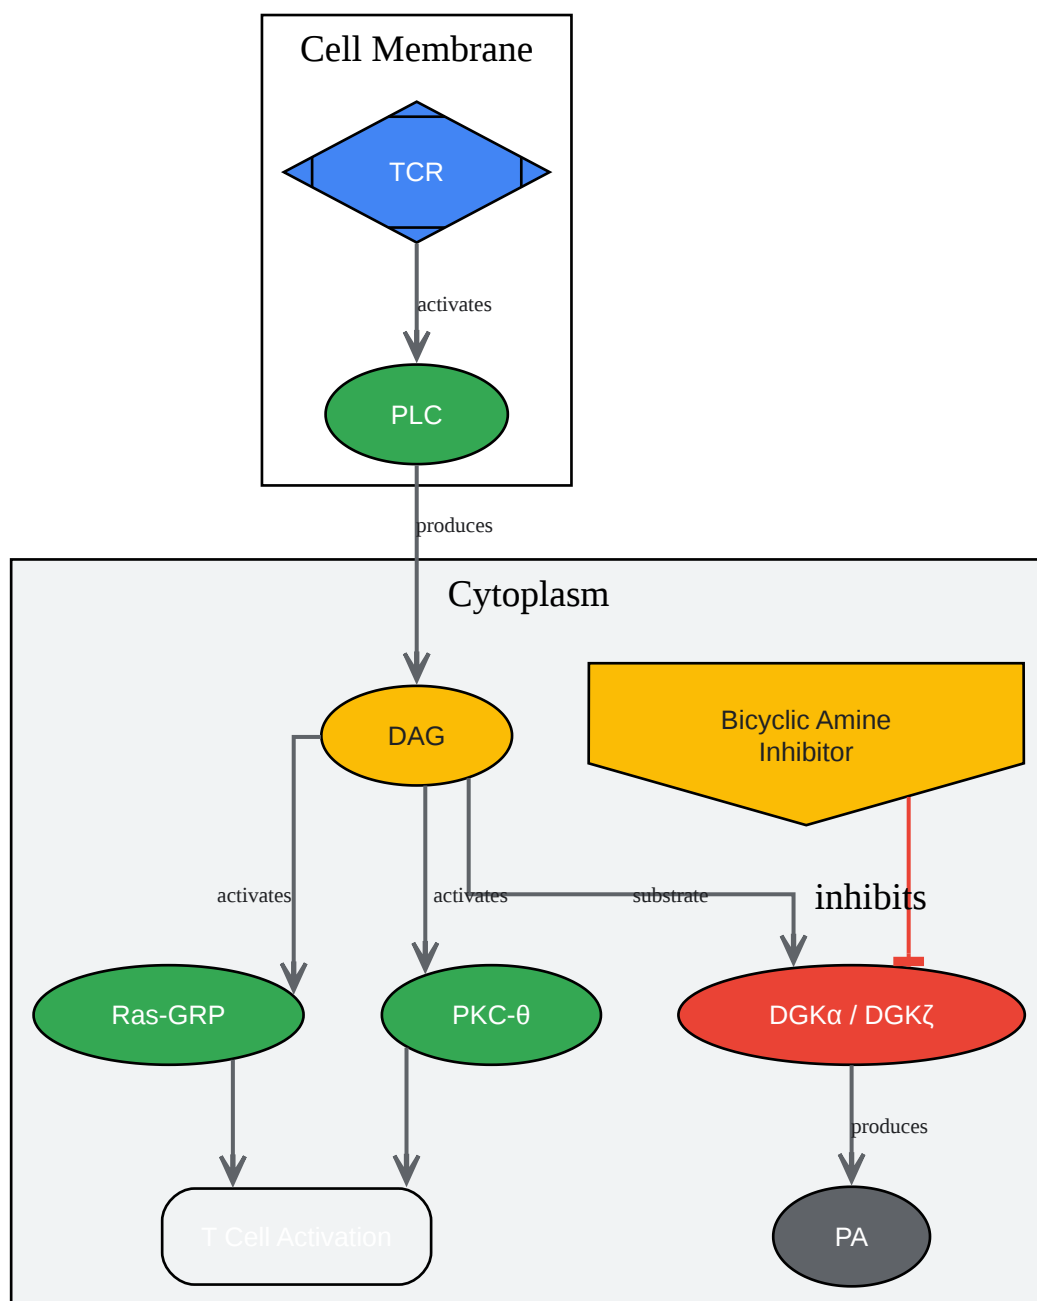 Cell Membrane
TCR
activates
PLC
produces
Cytoplasm
DAG
Bicyclic Amine
Inhibitor
activates
activates
substrate
inhibits
Ras-GRP
PKC-θ
DGKα / DGKζ
produces
T Cell Activation
PA